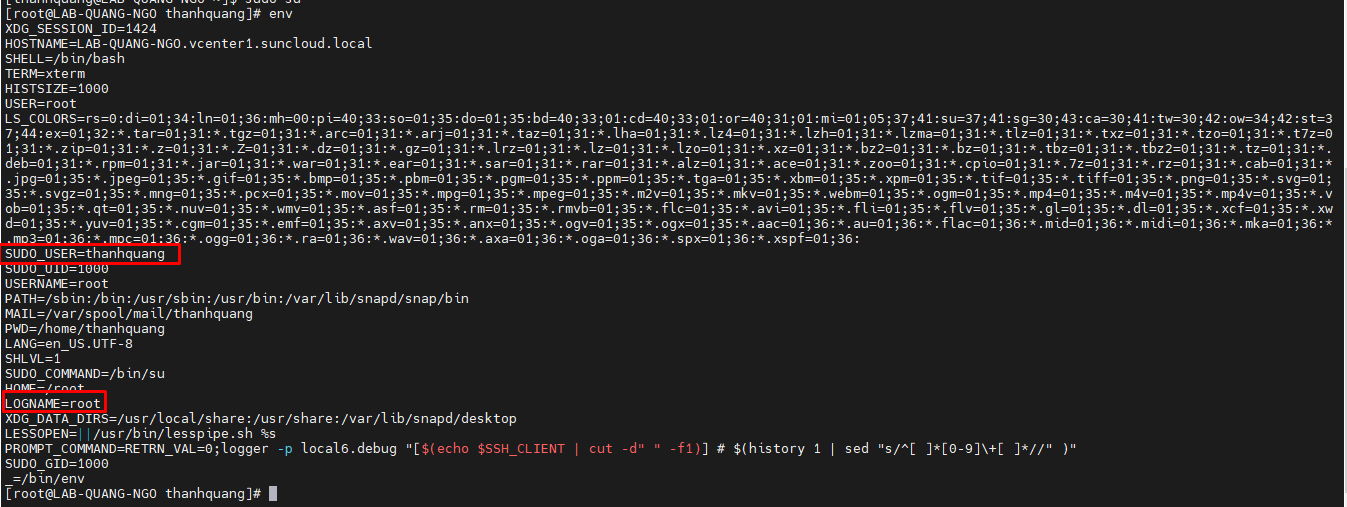 [thanhquang@LAB-QUANG-NGO ~]$ sudo su
[root@LAB-QUANG-NGO thanhquang]# env
XDG_SESSION_ID=1424
HOSTNAME=LAB-QUANG-NGO.vcenter1.suncloud.local
SHELL=/bin/bash
TERM=xterm
HISTSIZE=1000
USER=root
LS_COLORS=rs=0:di=01;34:ln=01;36:mh=00:pi=40;33:so=01;35:do=01;35:bd=40;33;01:cd=40;33;01:or=40;31;01:mi=01;05;37;41:su=37;41:sg=30;43:ca=30;41:tw=30;42:ow=34;42:st=3
7;44:ex=01;32:*.tar=01;31:*.tgz=01;31:*.arc=01;31:*.arj=01;31:*.taz=01;31:*.lha=01;31:*.lz4=01;31:*.lzh=01;31:*.lzma=01;31:*.tlz=01;31:*.txz=01;31:*.tzo=01;31:*.t7z=0
1;31:*.zip=01;31:*.z=01;31:*.Z=01;31:*.dz=01;31:*.gz=01;31:*.lrz=01;31:*.lz=01;31:*.lzo=01;31:*.xz=01;31:*.bz2=01;31:*.bz=01;31:*.tbz=01;31:*.tbz2=01;31:*.tz=01;31:*.
deb=01;31:*.rpm=01;31:*.jar=01;31:*.war=01;31:*.ear=01;31:*.sar=01;31:*.rar=01;31:*.alz=01;31:*.ace=01;31:*.zoo=01;31:*.cpio=01;31:*.7z=01;31:*.rz=01;31:*.cab=01;31:*
.jpg=01;35:*.jpeg=01;35:*.gif=01;35:*.bmp=01;35:*.pbm=01;35:*.pgm=01;35:*.ppm=01;35:*.tga=01;35:*.xbm=01;35:*.xpm=01;35:*.tif=01;35:*.tiff=01;35:*.png=01;35:*.svg=01;
35:*.svgz=01;35:*.mng=01;35:*.pcx=01;35:*.mov=01;35:*.mpg=01;35:*.mpeg=01;35:*.m2v=01;35:*.mkv=01;35:*.webm=01;35:*.ogm=01;35:*.mp4=01;35:*.m4v=01;35:*.mp4v=01;35:*.v
ob=01;35:*.qt=01;35:*.nuv=01;35:*.wmv=01;35:*.asf=01;35:*.rm=01;35:*.rmvb=01;35:*.flc=01;35:*.avi=01;35:*.fli=01;35:*.flv=01;35:*.gl=01;35:*.dl=01;35:*.xcf=01;35:*.xw
d=01;35:*.yuv=01;35:*.cgm=01;35:*.emf=01;35:*.axv=01;35:*.anx=01;35:*.ogv=01;35:*.ogx=01;35:*.aac=01;36:*.au=01;36:*.flac=01;36:*.mid=01;36:*.midi=01;36:*.mka=01;36:*
.mp3=01;36:*.mpc=01;36:*.ogg=01;36:*.ra=01;36:*.wav=01;36:*.axa=01;36:*.oga=01;36:*.spx=01;36:*.xspf=01;36:
SUDO_USER=thanhquang
SUDO_UID=1000
USERNAME=root
PATH=/sbin:/bin:/usr/sbin:/usr/bin:/var/lib/snapd/snap/bin
MAIL=/var/spool/mail/thanhquang
PWD=/home/thanhquang
LANG=en_US.UTF-8
SHLVL=1
SUDO_COMMAND=/bin/su
HOME=/root
LOGNAME=root
XDG_DATA_DIRS=/usr/local/share:/usr/share:/var/lib/snapd/desktop
LESSOPEN=||/usr/bin/lesspipe.sh %s
PROMPT_COMMAND=RETRN_VAL=0;logger -p local6.debug "[$(echo $SSH_CLIENT | cut -d" " -f1)] # $(history 1 | sed "s/^[ ]*[0-9]\+[ ]*//" )"
SUDO_GID=1000
_=/bin/env
[root@LAB-QUANG-NGO thanhquang]#